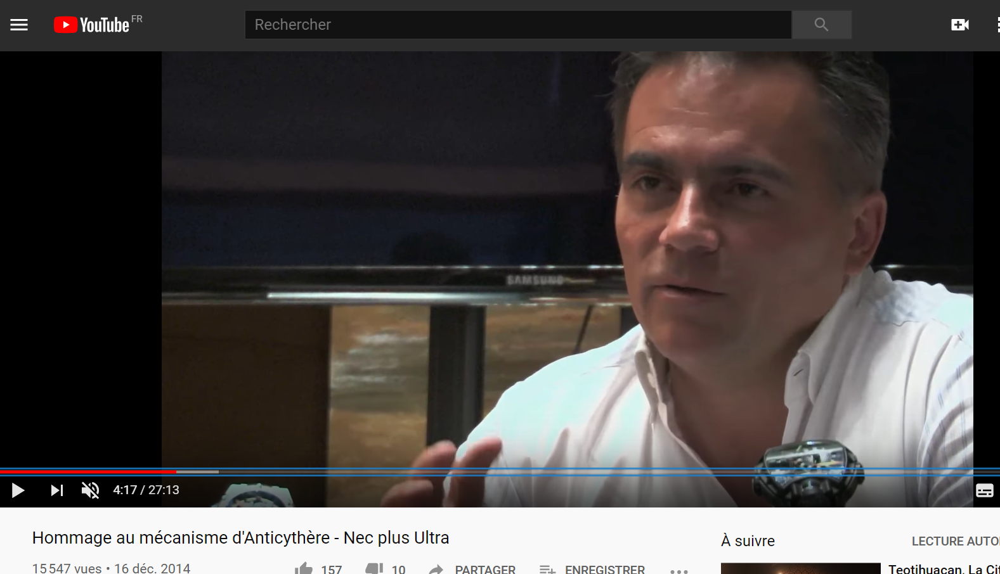 YouTube FR
Rechercher
SAMSUNG
4:17 / 27:13
Hommage au mécanisme d'Anticythère - Nec plus Ultra
15 547 vues • 16 déc. 2014
157
10
PARTAGER
ENREGISTRER
À suivre
LECTURE AUTO
Teotihuacan. La Cit